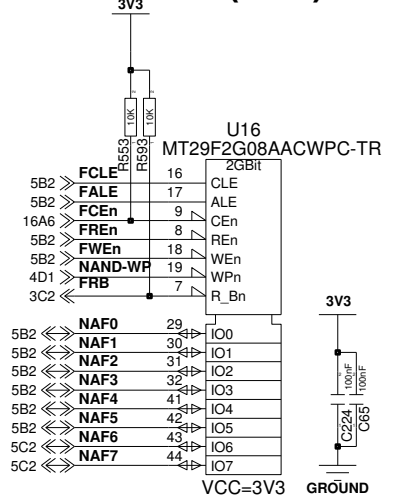 3V3
10K
10K
R553
R593
U16
MT29F2G08AACWPC-TR
2GBit
5B2 FCLE 16 CLE
5B2 FALE 17 ALE
16A6 FCEn 9 CEn
5B2 FREn 8 REn
5B2 FWEn 18 WEn
4D1 NAND-WP 19 WPn
3C2 FRB 7 R_Bn
5B2 NAF0 29 IO0
5B2 NAF1 30 IO1
5B2 NAF2 31 IO2
5B2 NAF3 32 IO3
5B2 NAF4 41 IO4
5B2 NAF5 42 IO5
5C2 NAF6 43 IO6
5C2 NAF7 44 IO7
VCC=3V3
3V3
100nF
100nF
C224
C65
GROUND